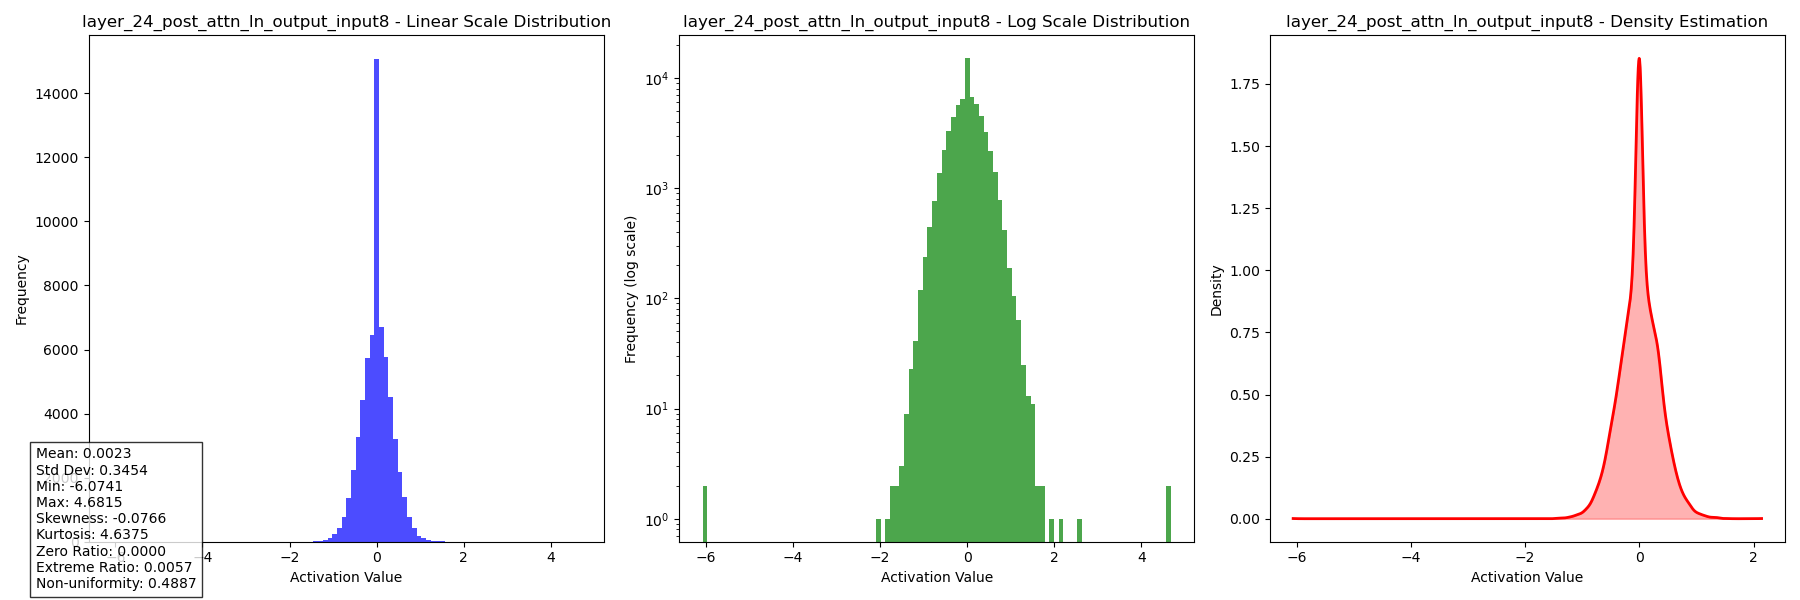 layer_24_post_attn_ln_output_input8 - Linear Scale Distribution
14000
12000
10000
8000
6000
4000
Frequency
−4
−2
0
2
4
Activation Value
Mean: 0.0023
Std Dev: 0.3454
Min: -6.0741
Max: 4.6815
Skewness: -0.0766
Kurtosis: 4.6375
Zero Ratio: 0.0000
Extreme Ratio: 0.0057
Non-uniformity: 0.4887
layer_24_post_attn_ln_output_input8 - Log Scale Distribution
10⁴
10³
10²
10¹
10⁰
Frequency (log scale)
−6
−4
−2
0
2
4
Activation Value
layer_24_post_attn_ln_output_input8 - Density Estimation
1.75
1.50
1.25
1.00
0.75
0.50
0.25
0.00
Density
−6
−4
−2
0
2
Activation Value